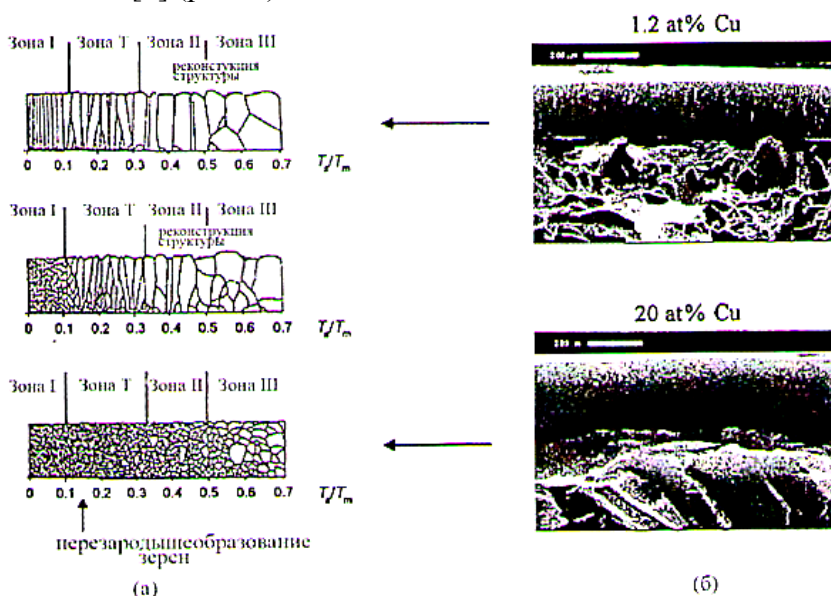 1.2 at% Cu
Зона I Зона T Зона II Зона III
реконстукция
структуры
0 0.1 0.2 0.3 0.4 0.5 0.6 0.7 Ts/Tm
Зона I Зона T Зона II Зона III
реконструкция
структуры
0 0.1 0.2 0.3 0.4 0.5 0.6 0.7 Ts/Tm
20 at% Cu
Зона I Зона T Зона II Зона III
0 0.1 0.2 0.3 0.4 0.5 0.6 0.7 Ts/Tm
перезародышеобразование
зерен
(а)
(б)